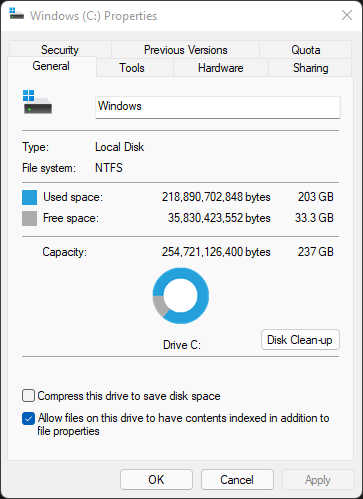 Windows (C:) Properties
Security Previous Versions Quota
General Tools Hardware Sharing
Windows
Type: Local Disk
File system: NTFS
Used space: 218,890,702,848 bytes 203 GB
Free space: 35,830,423,552 bytes 33.3 GB
Capacity: 254,721,126,400 bytes 237 GB
Drive C: Disk Clean-up
Compress this drive to save disk space
Allow files on this drive to have contents indexed in addition to
file properties
OK Cancel Apply